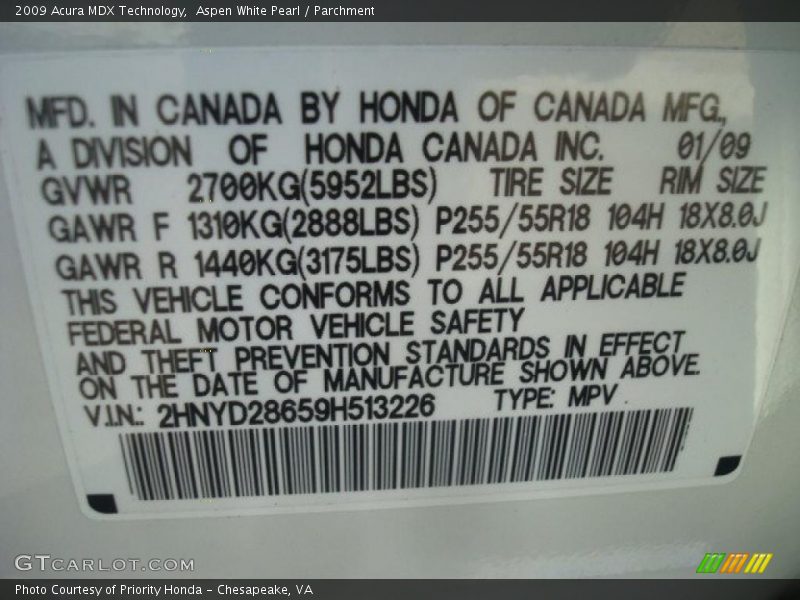 2009 Acura MDX Technology,  Aspen White Pearl / Parchment
MFD. IN CANADA BY HONDA OF CANADA MFG.,
A DIVISION OF HONDA CANADA INC. 01/09
GVWR 2700KG(5952LBS) TIRE SIZE RIM SIZE
GAWR F 1310KG(2888LBS) P255/55R18 104H 18X8.0J
GAWR R 1440KG(3175LBS) P255/55R18 104H 18X8.0J
THIS VEHICLE CONFORMS TO ALL APPLICABLE
FEDERAL MOTOR VEHICLE SAFETY
AND THEFT PREVENTION STANDARDS IN EFFECT
ON THE DATE OF MANUFACTURE SHOWN ABOVE.
V.I.N.: 2HNYD28659H513226 TYPE: MPV
GTCARLOT.COM
Photo Courtesy of Priority Honda - Chesapeake, VA